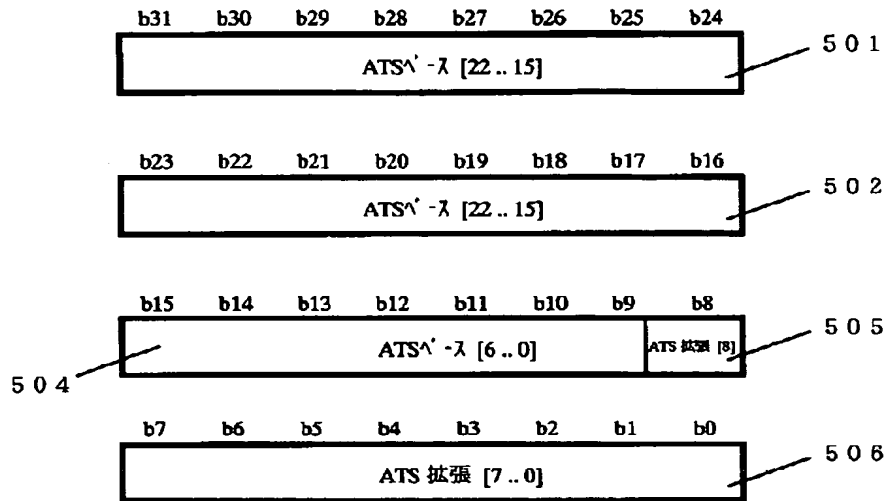 b31 b30 b29 b28 b27 b26 b25 b24
ATSﾍﾞｰｽ [22 .. 15]
501
b23 b22 b21 b20 b19 b18 b17 b16
ATSﾍﾞｰｽ [22 .. 15]
502
b15 b14 b13 b12 b11 b10 b9 b8
ATSﾍﾞｰｽ [6 .. 0]
ATS 拡張 [8]
505
504
b7 b6 b5 b4 b3 b2 b1 b0
ATS 拡張 [7 .. 0]
506